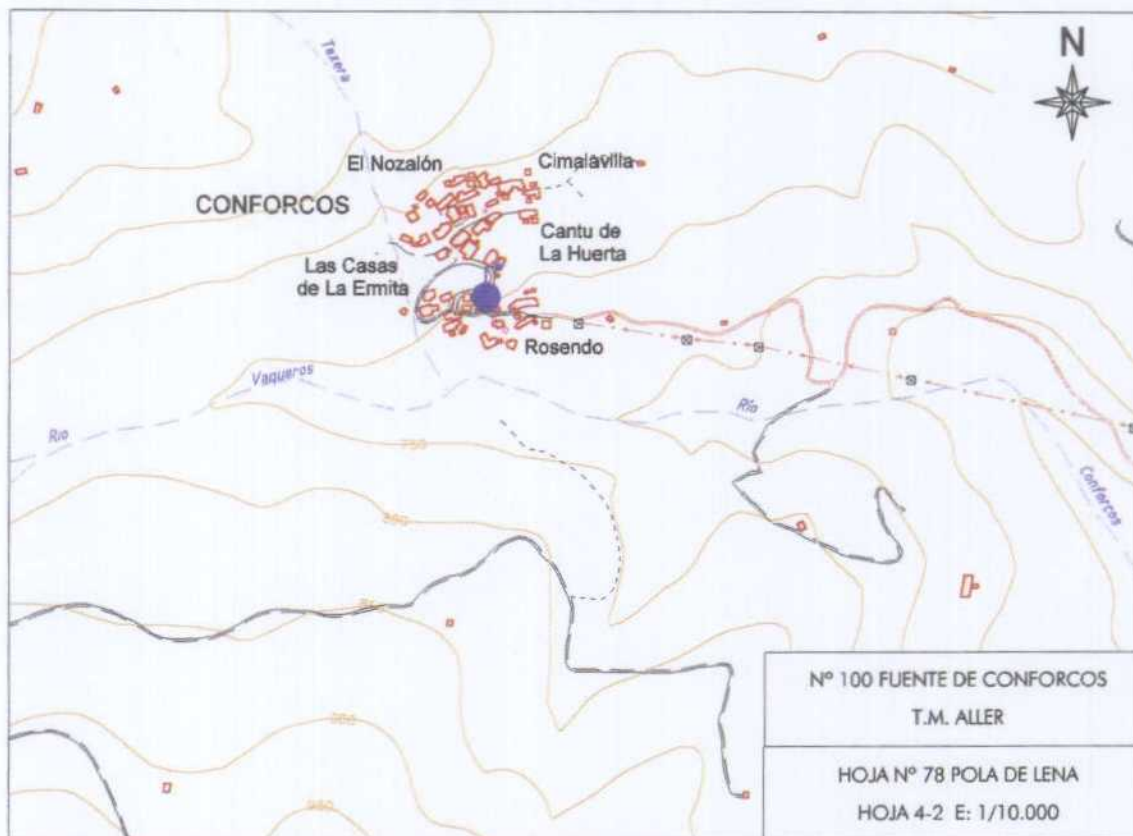 N
Texera
El Nozalón
Cimalavilla
CONFORCOS
Cantu de
La Huerta
Las Casas
de La Ermita
Rosendo
Río
Vaqueros
Río
Conforcos
750
Nº 100 FUENTE DE CONFORCOS
T.M. ALLER
HOJA Nº 78 POLA DE LENA
HOJA 4-2 E: 1/10.000